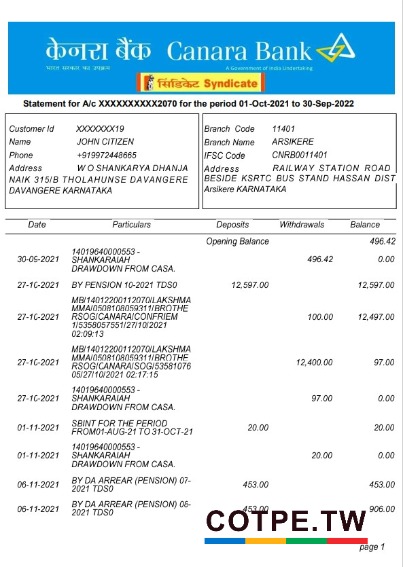 केनरा बैंक Canara Bank
भारत सरकार का उपक्रम A Government of India Undertaking
सिंडिकेट Syndicate
Statement for A/c XXXXXXXXXX2070 for the period 01-Oct-2021 to 30-Sep-2022
Customer Id XXXXXXX19
Name JOHN CITIZEN
Phone +919972448665
Address W O SHANKARYA DHANJA
NAIK 315/B THOLAHUNSE DAVANGERE
DAVANGERE KARNATAKA
Branch Code 11401
Branch Name ARSIKERE
IFSC Code CNRB0011401
Address RAILWAY STATION ROAD
BESIDE KSRTC BUS STAND HASSAN DIST
Arsikere KARNATAKA
Date Particulars Deposits Withdrawals Balance
Opening Balance 496.42
14019640000553 -
30-09-2021 SHANKARAIAH 496.42 0.00
DRAWDOWN FROM CASA.
27-10-2021 BY PENSION 10-2021 TDS0 12,597.00 12,597.00
MB/14012200112070/LAKSHMA
MMA/0508108059311/BROTHE
27-10-2021 RSOG/CANARA/CONFRIEM 100.00 12,497.00
1/5358057551/27/10/2021
02:09:13
MB/14012200112070/LAKSHMA
MMA/0508108059311/BROTHE
27-10-2021 RSG/CANARA/SOG/53581076 12,400.00 97.00
05/27/10/2021 02:17:15
14019640000553 -
27-10-2021 SHANKARAIAH 97.00 0.00
DRAWDOWN FROM CASA.
01-11-2021 SBINT FOR THE PERIOD 20.00 20.00
FROM01-AUG-21 TO 31-OCT-21
14019640000553 -
01-11-2021 SHANKARAIAH 20.00 0.00
DRAWDOWN FROM CASA.
06-11-2021 BY DA ARREAR (PENSION) 07- 453.00 453.00
2021 TDS0
06-11-2021 BY DA ARREAR (PENSION) 08- 453.00 906.00
2021 TDS0
COTPE.TW
page 1